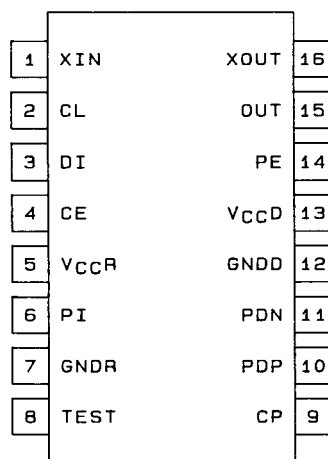 1 XIN XOUT 16
2 CL OUT 15
3 DI PE 14
4 CE VCCD 13
5 VCCR GNDD 12
6 PI PDN 11
7 GNDR PDP 10
8 TEST CP 9